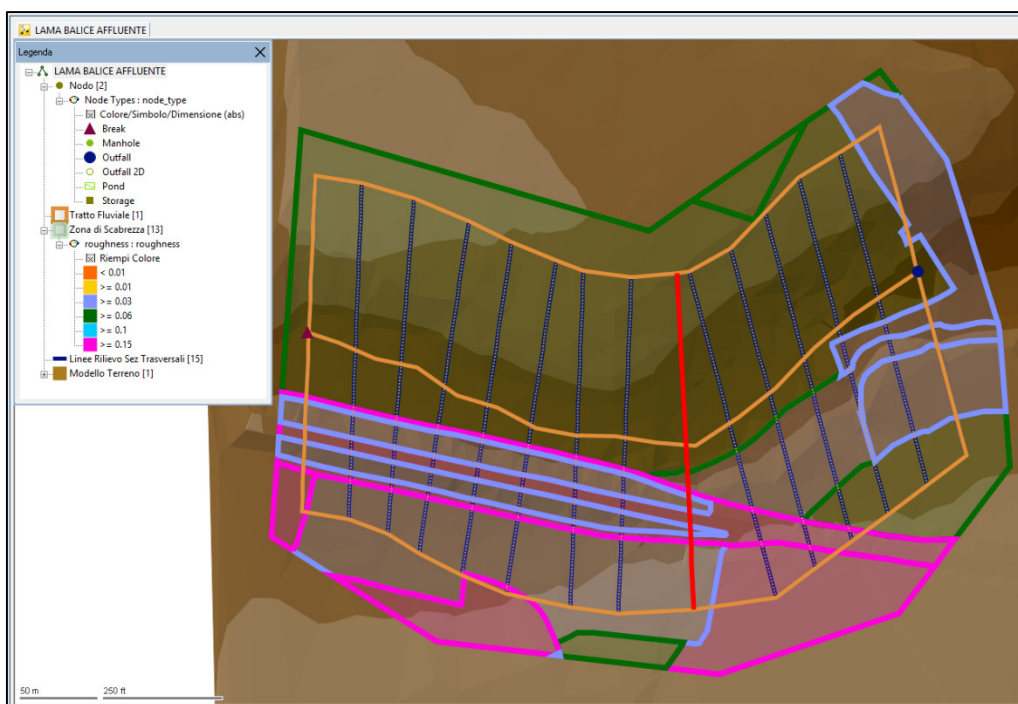 LAMA BALICE AFFLUENTE
Legenda
LAMA BALICE AFFLUENTE
Nodo [2]
Node Types : node_type
Colore/Simbolo/Dimensione (abs)
Break
Manhole
Outfall
Outfall 2D
Pond
Storage
Tratto Fluviale [1]
Zona di Scabrezza [13]
roughness : roughness
Riempi Colore
< 0.01
>= 0.01
>= 0.03
>= 0.06
>= 0.1
>= 0.15
Linee Rilievo Sez Trasversali [15]
Modello Terreno [1]
50 m 250 ft